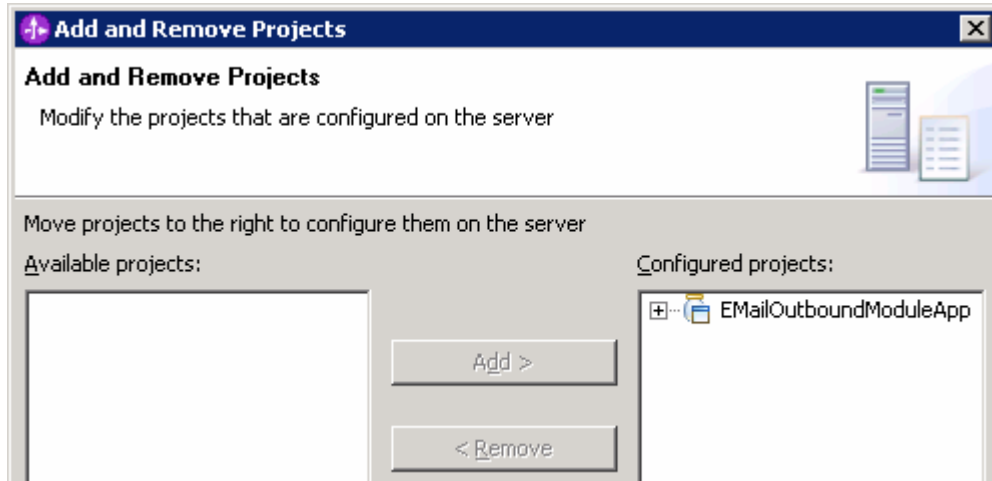 Add and Remove Projects
Add and Remove Projects
Modify the projects that are configured on the server
Move projects to the right to configure them on the server
Available projects:
Configured projects:
EMailOutboundModuleApp
Add >
< Remove